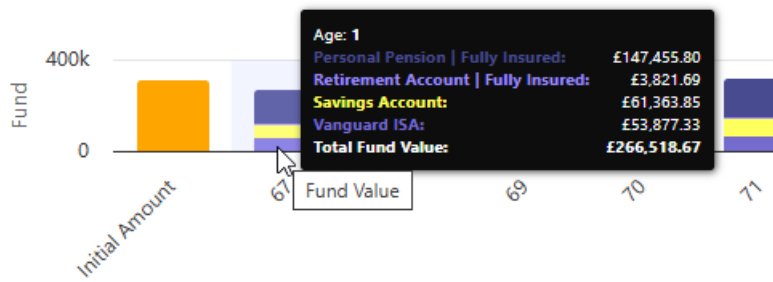 Age: 1
Personal Pension | Fully Insured: £147,455.80
Retirement Account | Fully Insured: £3,821.69
Savings Account: £61,363.85
Vanguard ISA: £53,877.33
Total Fund Value: £266,518.67
400k
Fund
0
Fund Value
Initial Amount
67
69
70
71